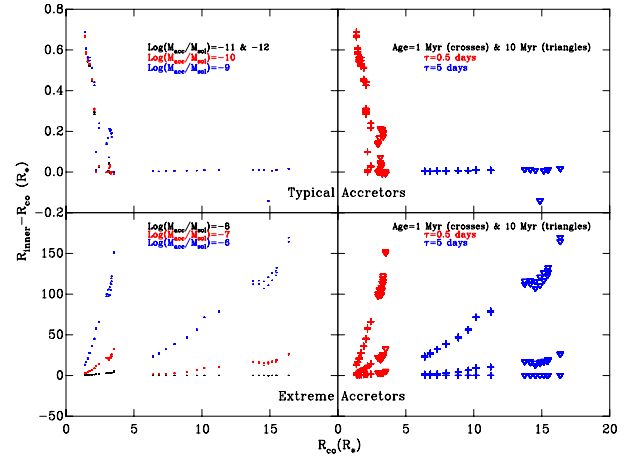 0.8
0.6
0.4
0.2
0.0
-0.2
Log(M_acc/M_sol)=-11 & -12
Log(M_acc/M_sol)=-10
Log(M_acc/M_sol)=-9
Age=1 Myr (crosses) & 10 Myr (triangles)
τ=0.5 days
τ=5 days
Typical Accretors
R_inner-R_co (R_*)
150
100
50
0
-50
Log(M_acc/M_sol)=-8
Log(M_acc/M_sol)=-7
Log(M_acc/M_sol)=-6
Age=1 Myr (crosses) & 10 Myr (triangles)
τ=0.5 days
τ=5 days
Extreme Accretors
0 5 10 15 0 5 10 15 20
R_co(R_*)